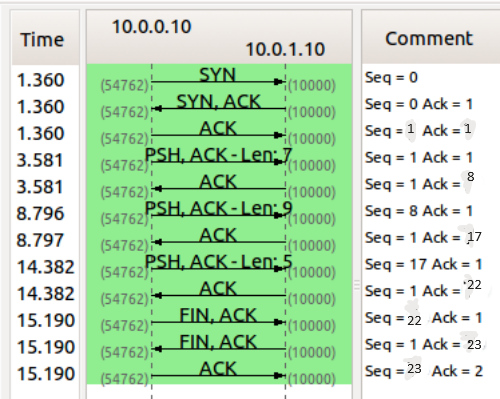 Time 10.0.0.10 10.0.1.10 Comment
1.360 (54762) SYN (10000) Seq = 0
1.360 (54762) SYN, ACK (10000) Seq = 0 Ack = 1
1.360 (54762) ACK (10000) Seq = 1 Ack = 1
3.581 (54762) PSH, ACK - Len: 7 (10000) Seq = 1 Ack = 1
3.581 (54762) ACK (10000) Seq = 1 Ack = 8
8.796 (54762) PSH, ACK - Len: 9 (10000) Seq = 8 Ack = 1
8.797 (54762) ACK (10000) Seq = 1 Ack = 17
14.382 (54762) PSH, ACK - Len: 5 (10000) Seq = 17 Ack = 1
14.382 (54762) ACK (10000) Seq = 1 Ack = 22
15.190 (54762) FIN, ACK (10000) Seq = 22 Ack = 1
15.190 (54762) FIN, ACK (10000) Seq = 1 Ack = 23
15.190 (54762) ACK (10000) Seq = 23 Ack = 2